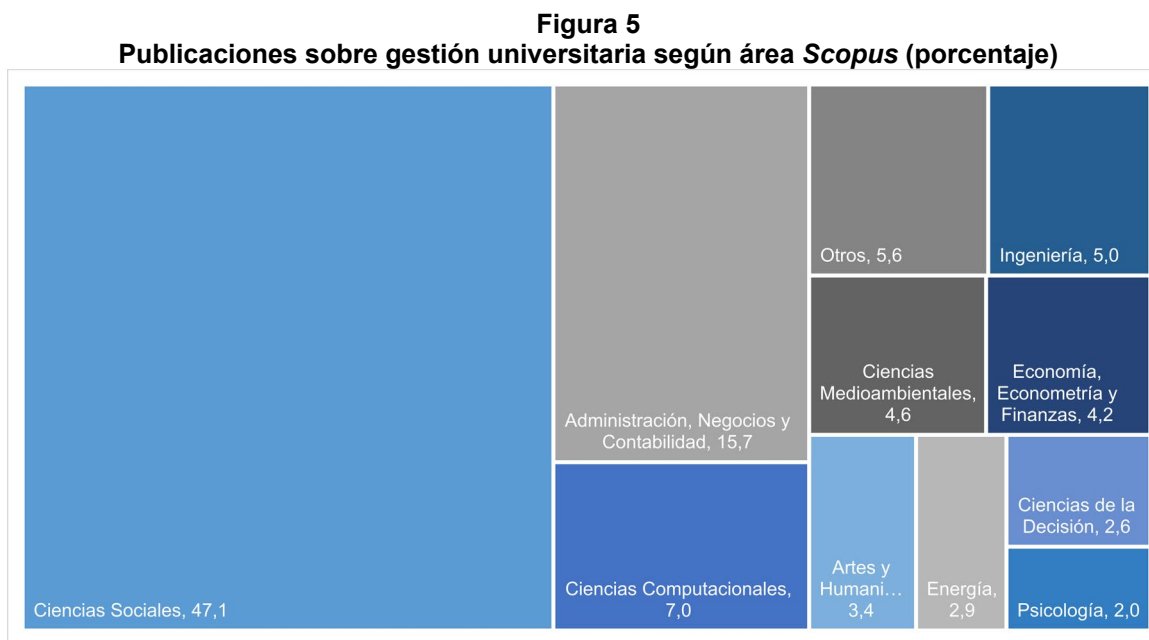 Figura 5
Publicaciones sobre gestión universitaria según área Scopus (porcentaje)
Ciencias Sociales, 47,1
Administración, Negocios y
Contabilidad, 15,7
Ciencias Computacionales,
7,0
Otros, 5,6
Ingeniería, 5,0
Ciencias
Medioambientales,
4,6
Economía,
Econometría y
Finanzas, 4,2
Artes y
Humani...
3,4
Energía,
2,9
Ciencias de la
Decisión, 2,6
Psicología, 2,0